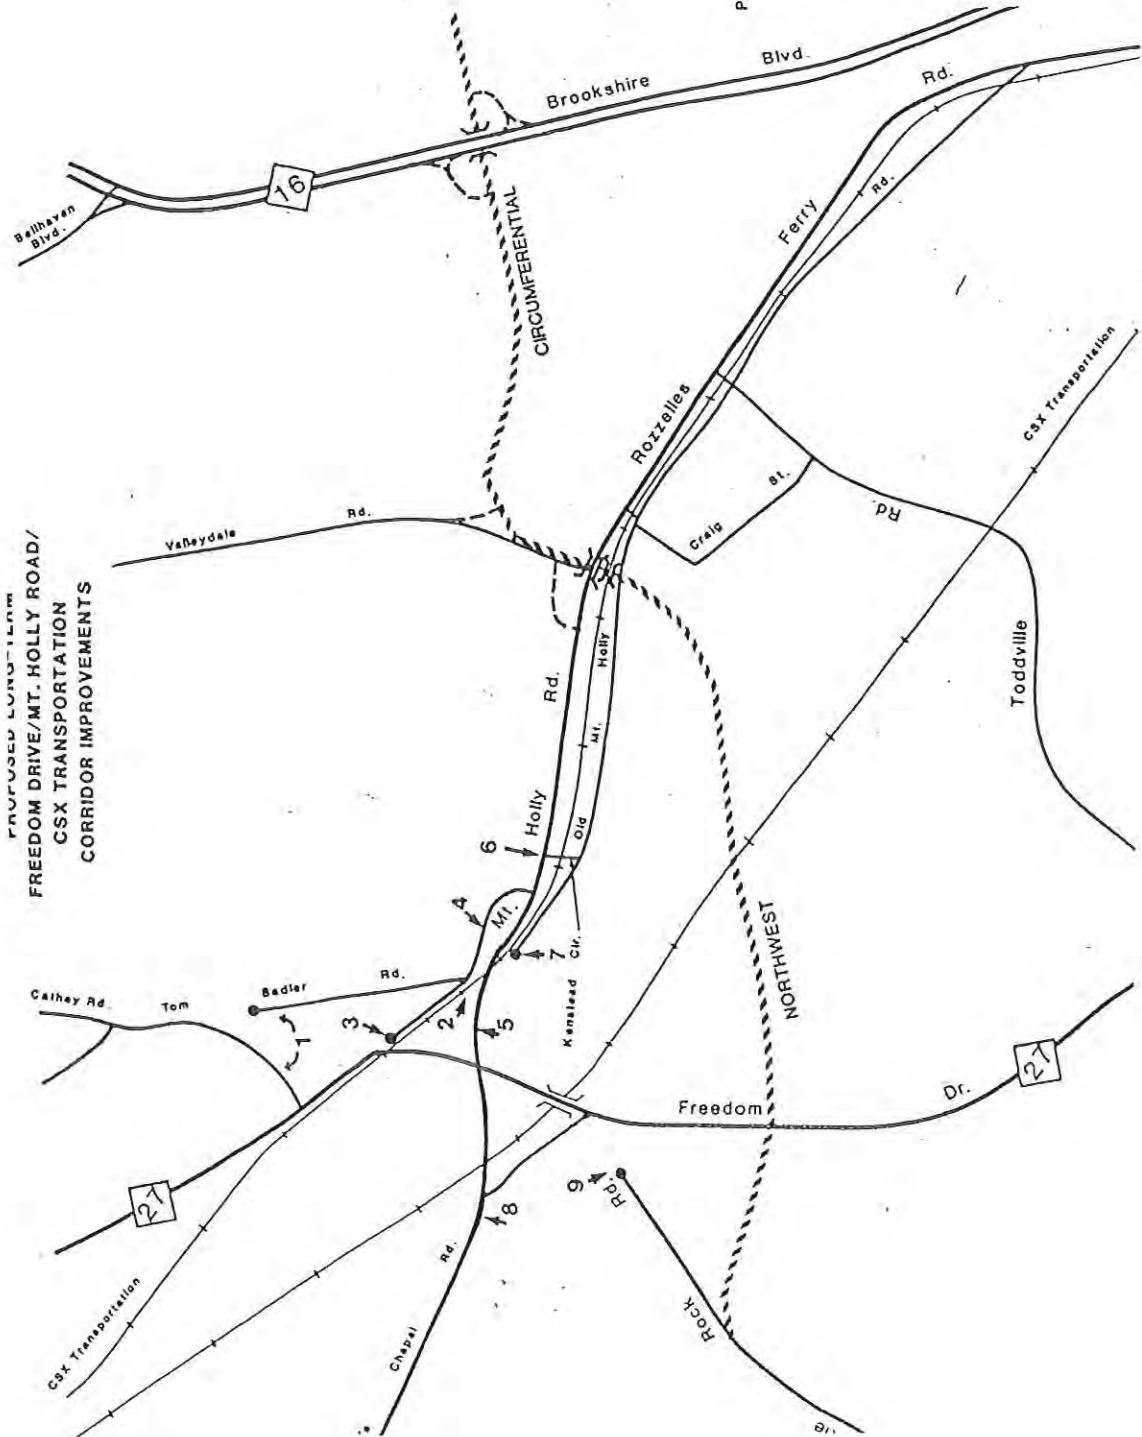 PROPOSED LONG-TERM
FREEDOM DRIVE/MT. HOLLY ROAD/
CSX TRANSPORTATION
CORRIDOR IMPROVEMENTS
Bellhaven
Blvd.
16
Brookshire
Blvd.
CIRCUMFERENTIAL
Valleydale
Rd.
Rozzelles
Ferry
Rd.
Rd.
Craig
St.
Rd.
Toddville
CSX Transportation
Mt.
Holly
Rd.
Old
Mt.
Holly
6
4
7
Cir.
Kenstead
NORTHWEST
Cathey Rd.
Tom
Sadler
Rd.
1
3
2
5
27
CSX Transportation
Freedom
Dr.
27
8
9
Chapel
Rd.
Rock
Rd.